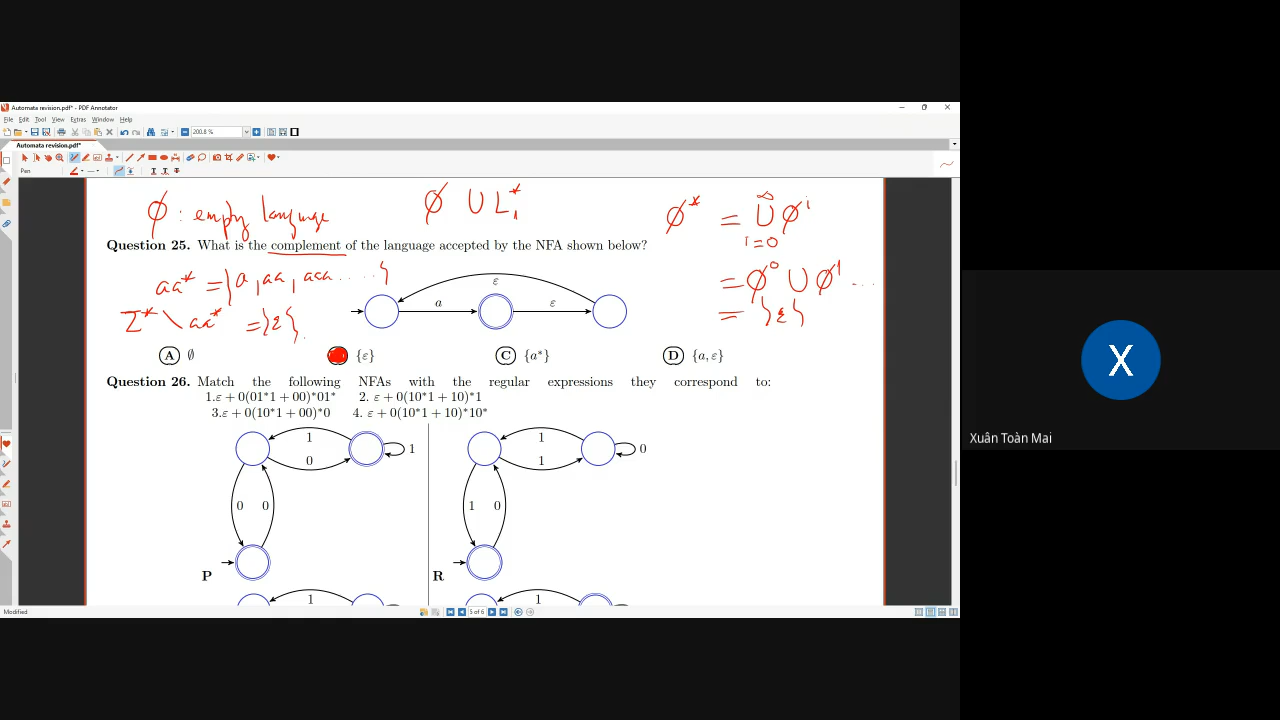 Automata revision.pdf* - PDF Annotator
File Edit Tool View Extras Window Help
200.8 %
Automata revision.pdf*
Pen
∅ : empty language
∅ ∪ L₁*
∅* = ∞ ∪ i=0 ∅ⁱ
Question 25. What is the complement of the language accepted by the NFA shown below?
aa* = {a, aa, aaa ....}
= ∅⁰ ∪ ∅¹ ...
ε
a
ε
Σ* \ aa* = {ε}.
= {ε}
A ∅
{ε}
C {a*}
D {a, ε}
Question 26. Match the following NFAs with the regular expressions they correspond to:
1.ε + 0(01*1 + 00)*01* 2. ε + 0(10*1 + 10)*1
3.ε + 0(10*1 + 00)*0 4. ε + 0(10*1 + 10)*10*
1
0
1
0 0
P
1
1
0
1 0
R
Xuân Toàn Mai
X
1
1
Modified
5 of 6